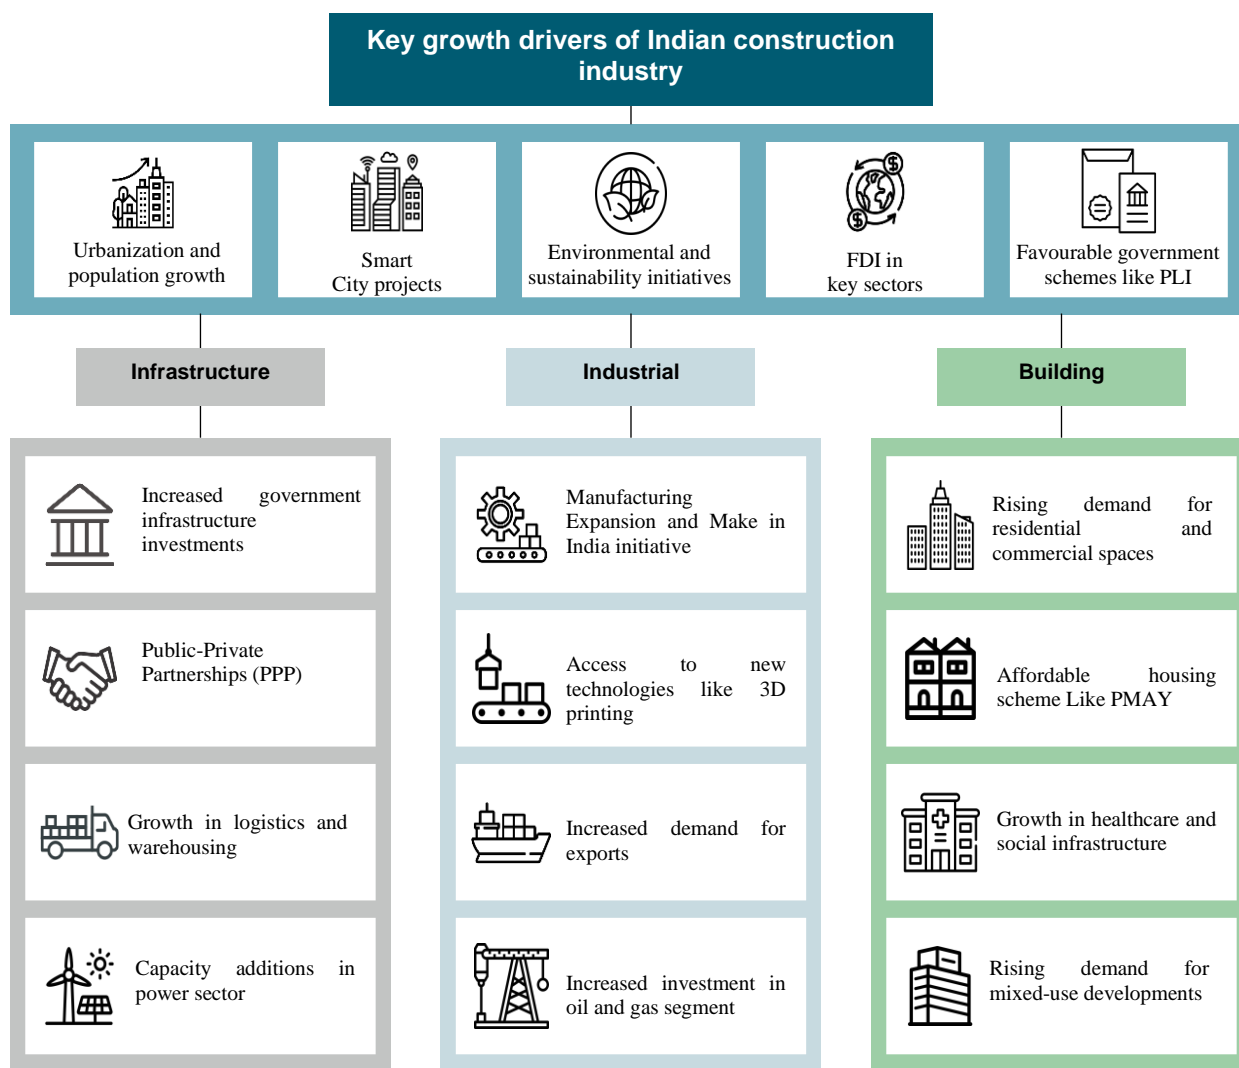 Key growth drivers of Indian construction
industry
Urbanization and
population growth
Smart
City projects
Environmental and
sustainability initiatives
FDI in
key sectors
Favourable government
schemes like PLI
Infrastructure
Increased government
infrastructure
investments
Public-Private
Partnerships (PPP)
Growth in logistics and
warehousing
Capacity additions in
power sector
Industrial
Manufacturing
Expansion and Make in
India initiative
Access to new
technologies like 3D
printing
Increased demand for
exports
Increased investment in
oil and gas segment
Building
Rising demand for
residential and
commercial spaces
Affordable housing
scheme Like PMAY
Growth in healthcare and
social infrastructure
Rising demand for
mixed-use developments